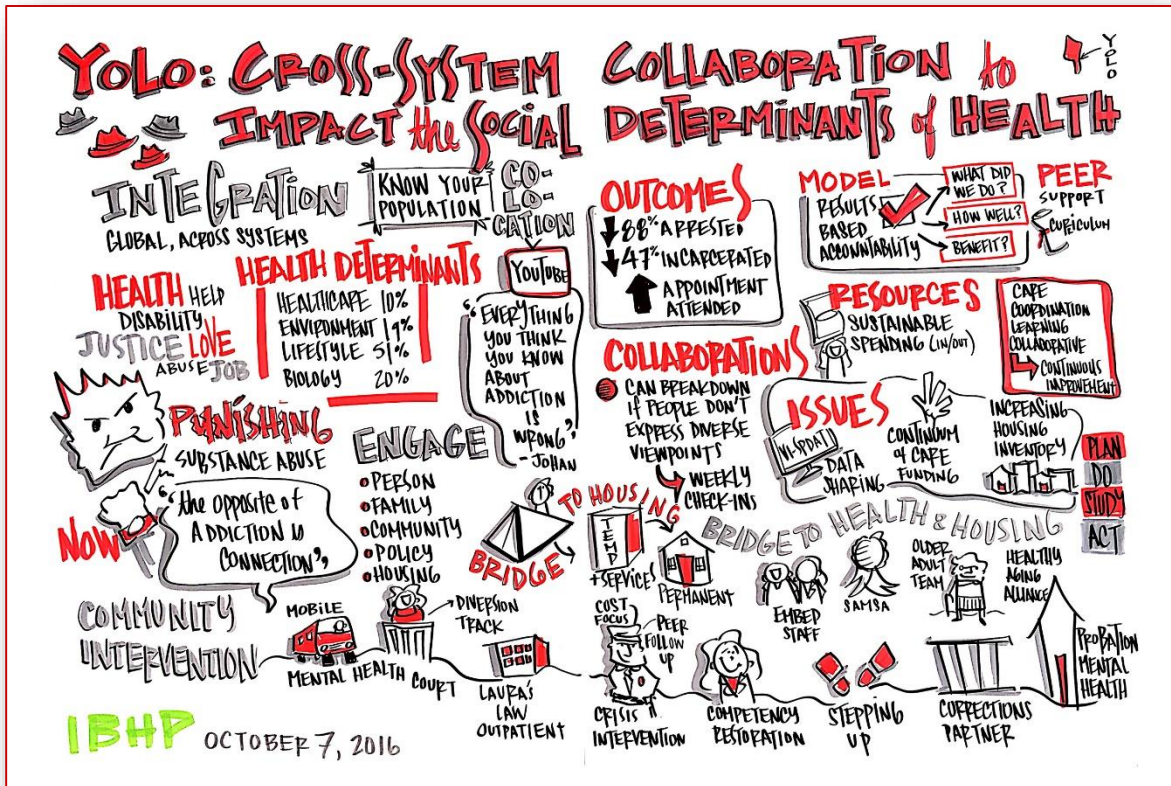 YOLO: CROSS-SYSTEM COLLABORATION to
IMPACT the SOCIAL DETERMINANTS of HEALTH
YOLO
INTEGRATION
GLOBAL, ACROSS SYSTEMS
KNOW YOUR
POPULATION
CO-
LO-
CATION
YOUTUBE
"EVERYTHING
YOU THINK
YOU KNOW
ABOUT
ADDICTION
IS
WRONG"
- JOHAN
HEALTH HELP
DISABILITY
JUSTICE LOVE
ABUSE JOB
HEALTH DETERMINANTS
HEALTHCARE 10%
ENVIRONMENT 19%
LIFESTYLE 51%
BIOLOGY 20%
PUNISHING
SUBSTANCE ABUSE
NOW
"the OPPOSITE OF
ADDICTION is
CONNECTION"
ENGAGE
PERSON
FAMILY
COMMUNITY
POLICY
HOUSING
BRIDGE
TO HOUSING
TEMP
+SERVICES
PERMANENT
COMMUNITY
INTERVENTION
MOBILE
MENTAL HEALTH COURT
DIVERSION
TRACK
LAURA'S
LAW
OUTPATIENT
IBHP OCTOBER 7, 2016
OUTCOMES
88% ARRESTED
47% INCARCERATED
APPOINTMENT
ATTENDED
MODEL
RESULTS
BASED
ACCOUNTABILITY
WHAT DID
WE DO?
HOW WELL?
BENEFIT?
PEER
SUPPORT
CURICULUM
COLLABORATIONS
CAN BREAKDOWN
IF PEOPLE DON'T
EXPRESS DIVERSE
VIEWPOINTS
WEEKLY
CHECK-INS
RESOURCES
SUSTAINABLE
SPENDING (IN/OUT)
CARE
COORDINATION
LEARNING
COLLABORATIVE
CONTINUOUS
IMPROVEMENT
ISSUES
VI-SPDAT
DATA
SHARING
CONTINUUM
of CARE
FUNDING
INCREASING
HOUSING
INVENTORY
PLAN
DO
STUDY
ACT
BRIDGE TO HEALTH & HOUSING
EMBED
STAFF
SAMSA
OLDER
ADULT
TEAM
HEALTHY
AGING
ALLIANCE
COST
FOCUS
PEER
FOLLOW
UP
CRISIS
INTERVENTION
COMPETENCY
RESTORATION
STEPPING
UP
CORRECTIONS
PARTNER
PROBATION
MENTAL
HEALTH